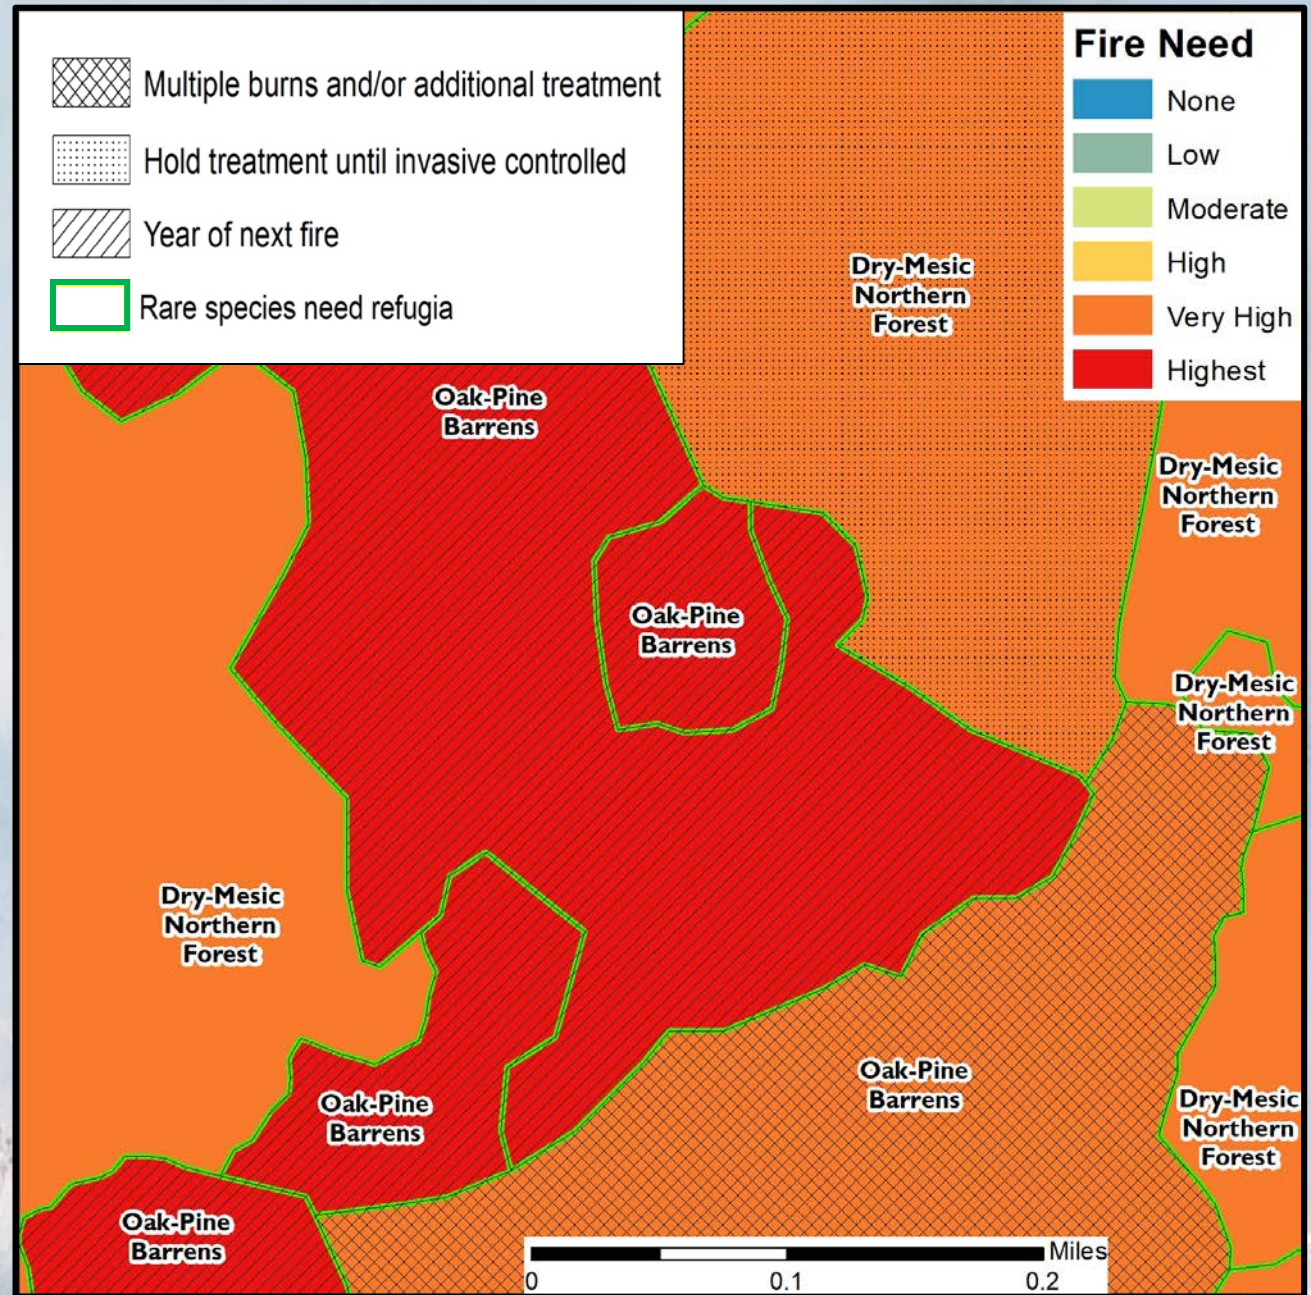 Multiple burns and/or additional treatment
Hold treatment until invasive controlled
Year of next fire
Rare species need refugia
Fire Need
None
Low
Moderate
High
Very High
Highest
Dry-Mesic
Northern
Forest
Oak-Pine
Barrens
Dry-Mesic
Northern
Forest
Oak-Pine
Barrens
Dry-Mesic
Northern
Forest
Dry-Mesic
Northern
Forest
Oak-Pine
Barrens
Oak-Pine
Barrens
Dry-Mesic
Northern
Forest
Oak-Pine
Barrens
Miles
0
0.1
0.2